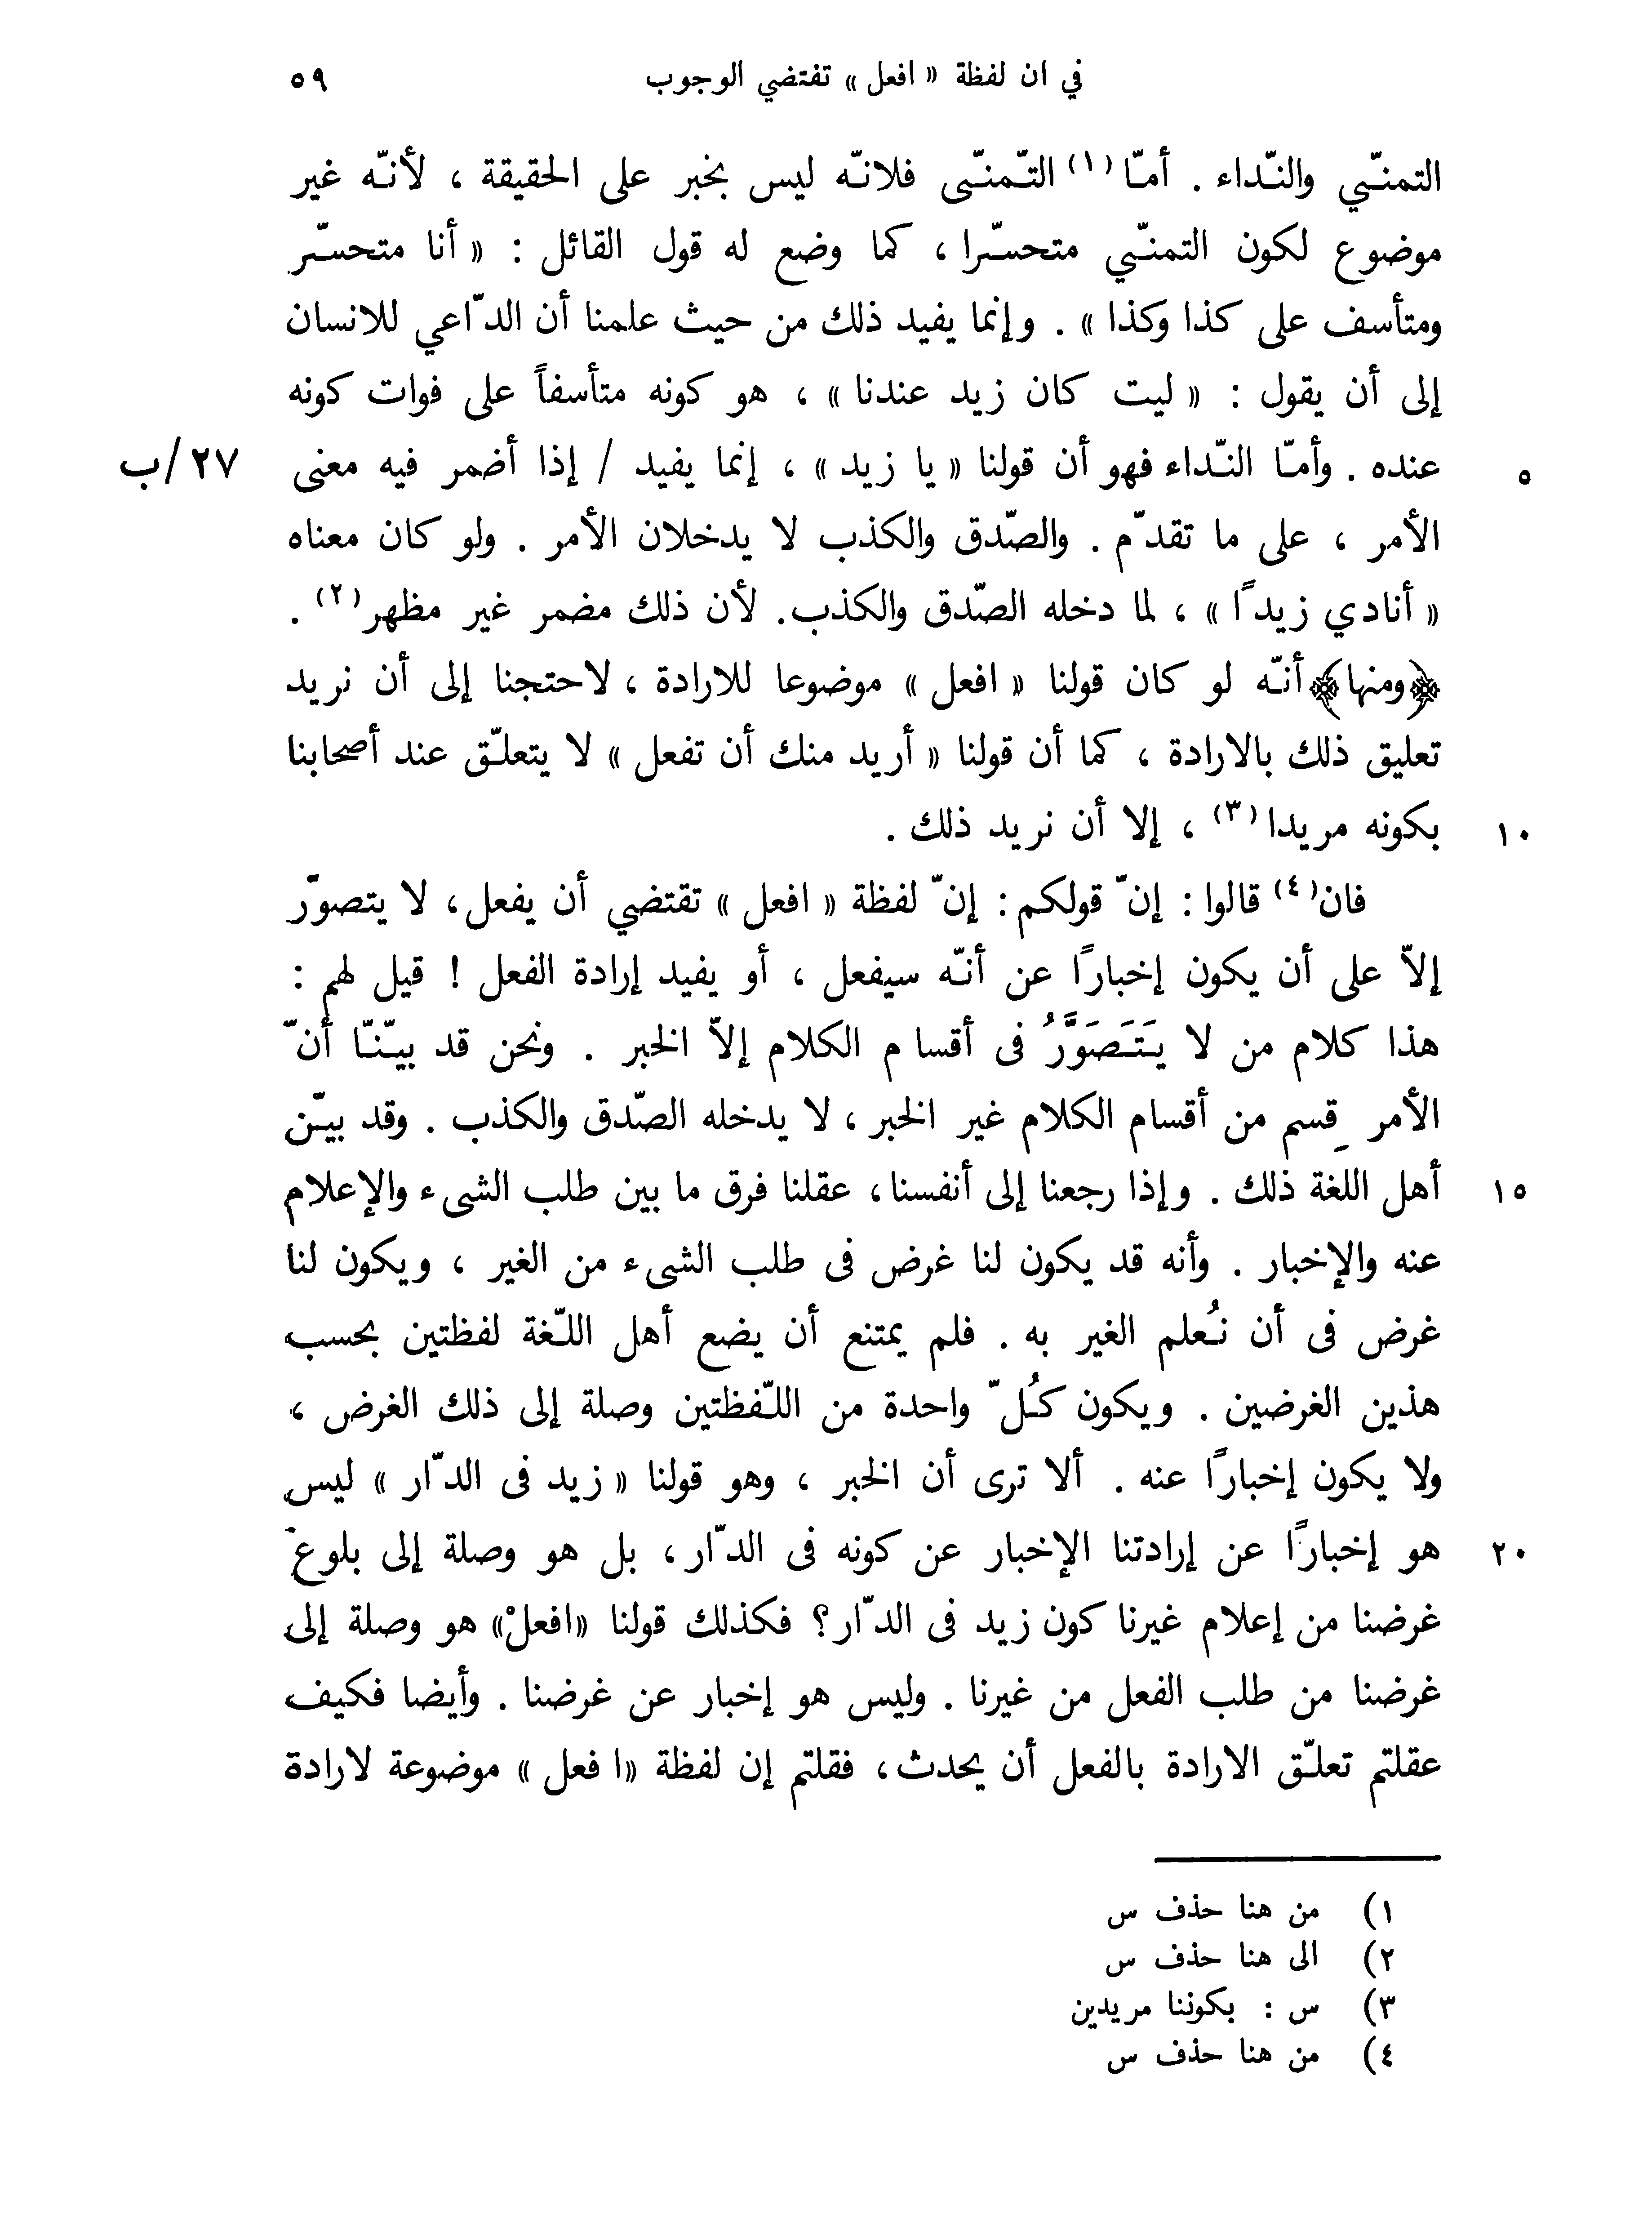 في ان لفظة « افعل » تقتضي الوجوب ٥٩
التمنّي والنّداء . أمّا (١) التّمنّى فلانّه ليس بخبر على الحقيقة ، لأنّه غير
موضوع لكون التمنّي متحسّرا ، كما وضع له قول القائل : « أنا متحسّر
ومتأسف على كذا وكذا » . وإنما يفيد ذلك من حيث علمنا أن الدّاعي للانسان
إلى أن يقول : « ليت كان زيد عندنا » ، هو كونه متأسفاً على فوات كونه
٥ عنده . وأمّا النّداء فهو أن قولنا « يا زيد » ، إنما يفيد / إذا أضمر فيه معنى ٢٧/ب
الأمر ، على ما تقدّم . والصّدق والكذب لا يدخلان الأمر . ولو كان معناه
« أنادي زيدًا » ، لما دخله الصّدق والكذب. لأن ذلك مضمر غير مظهر (٢) .
﴿ومنها﴾ أنّه لو كان قولنا « افعل » موضوعا للارادة ، لاحتجنا إلى أن نريد
تعليق ذلك بالارادة ، كما أن قولنا « أريد منك أن تفعل » لا يتعلّق عند أصحابنا
١٠ بكونه مريدا (٣) ، إلا أن نريد ذلك .
فان (٤) قالوا : إنّ قولكم : إنّ لفظة « افعل » تقتضي أن يفعل، لا يتصوّر
إلاّ على أن يكون إخبارًا عن أنّه سيفعل ، أو يفيد إرادة الفعل ! قيل لهم :
هذا كلام من لا يَتَصَوَّرُ فى أقسام الكلام إلاّ الخبر . ونحن قد بيّنّا أنّ
الأمر قِسم من أقسام الكلام غير الخبر ، لا يدخله الصّدق والكذب . وقد بيّن
١٥ أهل اللغة ذلك . وإذا رجعنا إلى أنفسنا، عقلنا فرق ما بين طلب الشىء والإعلام
عنه والإخبار . وأنه قد يكون لنا غرض فى طلب الشىء من الغير ، ويكون لنا
غرض فى أن نُعلم الغير به . فلم يمتنع أن يضع أهل اللّغة لفظتين بحسب
هذين الغرضين . ويكون كُلّ واحدة من اللّفظتين وصلة إلى ذلك الغرض ،
ولا يكون إخبارًا عنه . ألا ترى أن الخبر ، وهو قولنا « زيد فى الدّار » ليس
٢٠ هو إخبارًا عن إرادتنا الإخبار عن كونه فى الدّار ، بل هو وصلة إلى بلوغ
غرضنا من إعلام غيرنا كون زيد فى الدّار؟ فكذلك قولنا «افعلْ» هو وصلة إلى
غرضنا من طلب الفعل من غيرنا . وليس هو إخبار عن غرضنا . وأيضا فكيف
عقلتم تعلّق الارادة بالفعل أن يحدث، فقلتم إن لفظة «افعل » موضوعة لارادة
١) من هنا حذف س
٢) الى هنا حذف س
٣) س : بكوننا مريدين
٤) من هنا حذف س